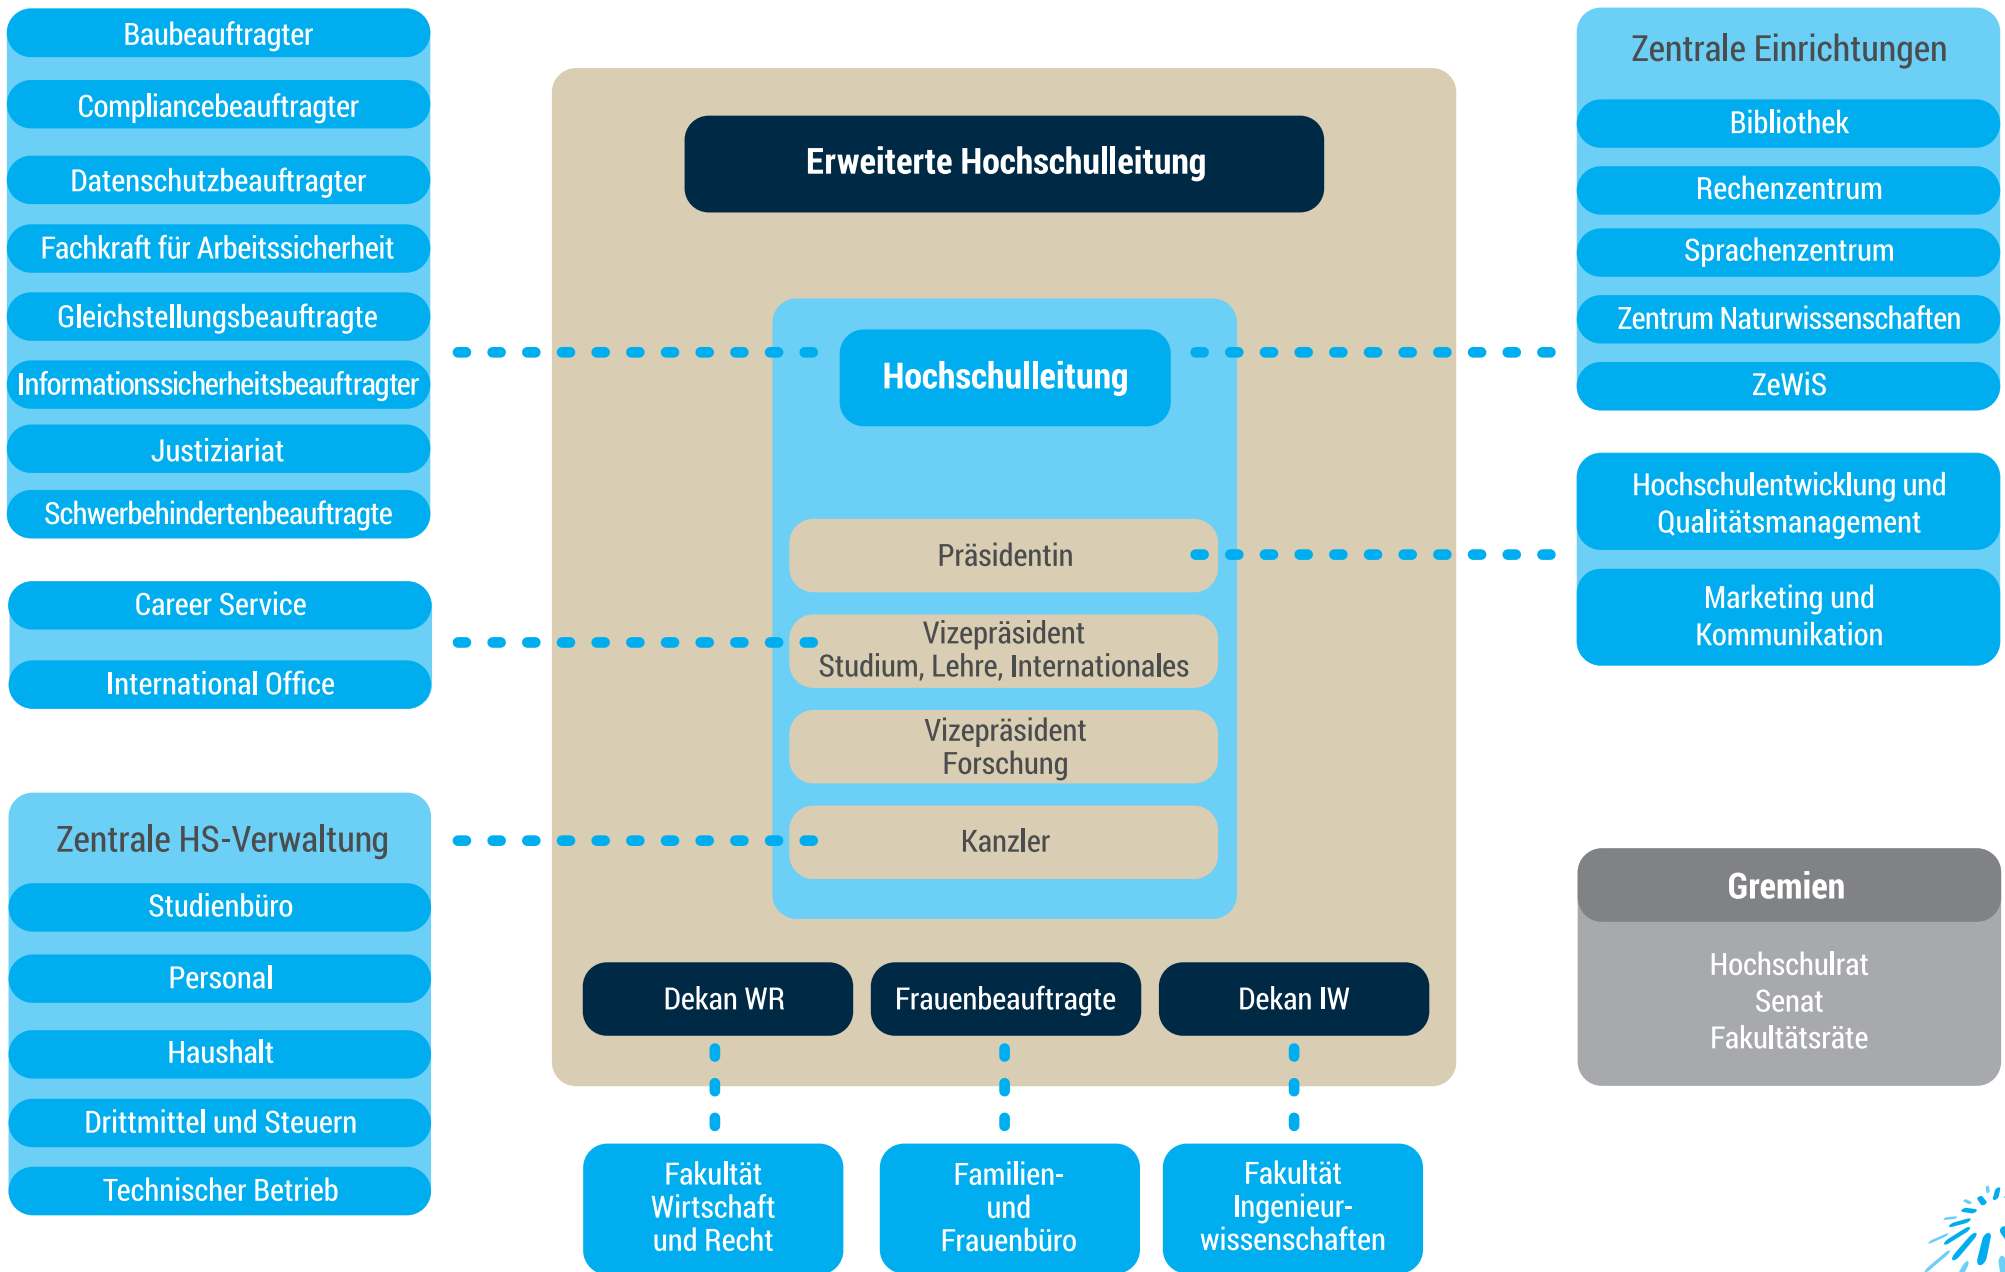 Baubeauftragter
Compliancebeauftragter
Datenschutzbeauftragter
Fachkraft für Arbeitssicherheit
Gleichstellungsbeauftragte
Informationssicherheitsbeauftragter
Justiziariat
Schwerbehindertenbeauftragte
Career Service
International Office
Zentrale HS-Verwaltung
Studienbüro
Personal
Haushalt
Drittmittel und Steuern
Technischer Betrieb
Erweiterte Hochschulleitung
Hochschulleitung
Präsidentin
Vizepräsident
Studium, Lehre, Internationales
Vizepräsident
Forschung
Kanzler
Dekan WR
Frauenbeauftragte
Dekan IW
Fakultät
Wirtschaft
und Recht
Familien-
und
Frauenbüro
Fakultät
Ingenieur-
wissenschaften
Zentrale Einrichtungen
Bibliothek
Rechenzentrum
Sprachenzentrum
Zentrum Naturwissenschaften
ZeWiS
Hochschulentwicklung und
Qualitätsmanagement
Marketing und
Kommunikation
Gremien
Hochschulrat
Senat
Fakultätsräte